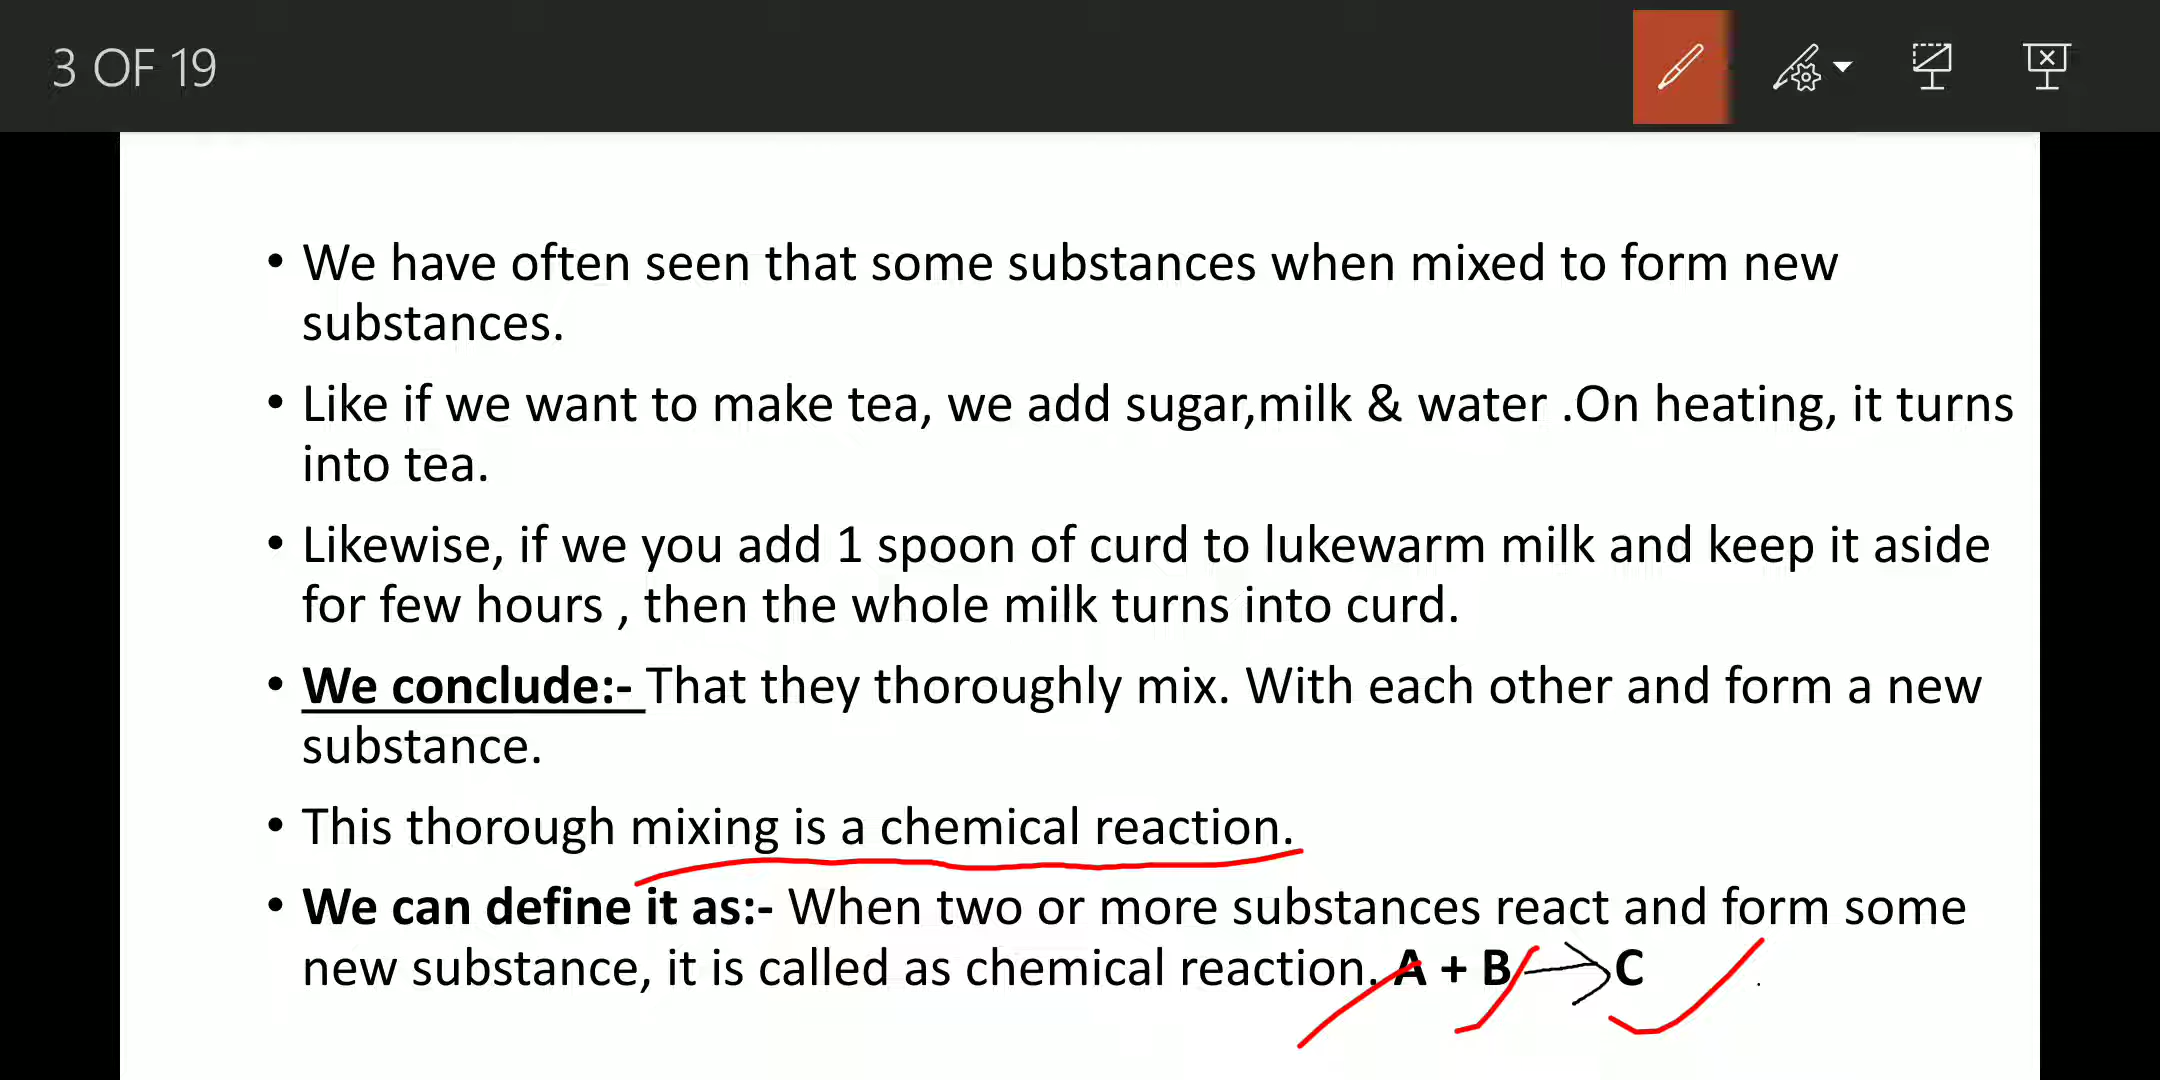 3 OF 19
• We have often seen that some substances when mixed to form new
substances.
• Like if we want to make tea, we add sugar,milk & water .On heating, it turns
into tea.
• Likewise, if we you add 1 spoon of curd to lukewarm milk and keep it aside
for few hours , then the whole milk turns into curd.
• We conclude:- That they thoroughly mix. With each other and form a new
substance.
• This thorough mixing is a chemical reaction.
• We can define it as:- When two or more substances react and form some
new substance, it is called as chemical reaction. A + B → C